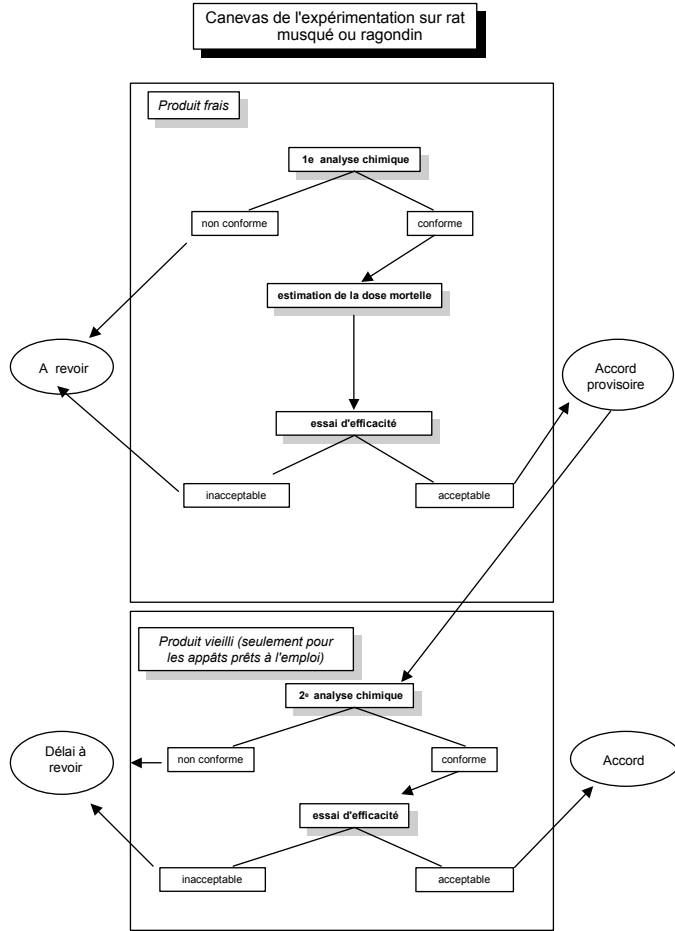 Canevas de l'expérimentation sur rat
musqué ou ragondin
Produit frais
1e analyse chimique
non conforme
conforme
estimation de la dose mortelle
A revoir
Accord
provisoire
essai d'efficacité
inacceptable
acceptable
Produit vieilli (seulement pour
les appâts prêts à l'emploi)
2e analyse chimique
Délai à
revoir
non conforme
conforme
Accord
essai d'efficacité
inacceptable
acceptable